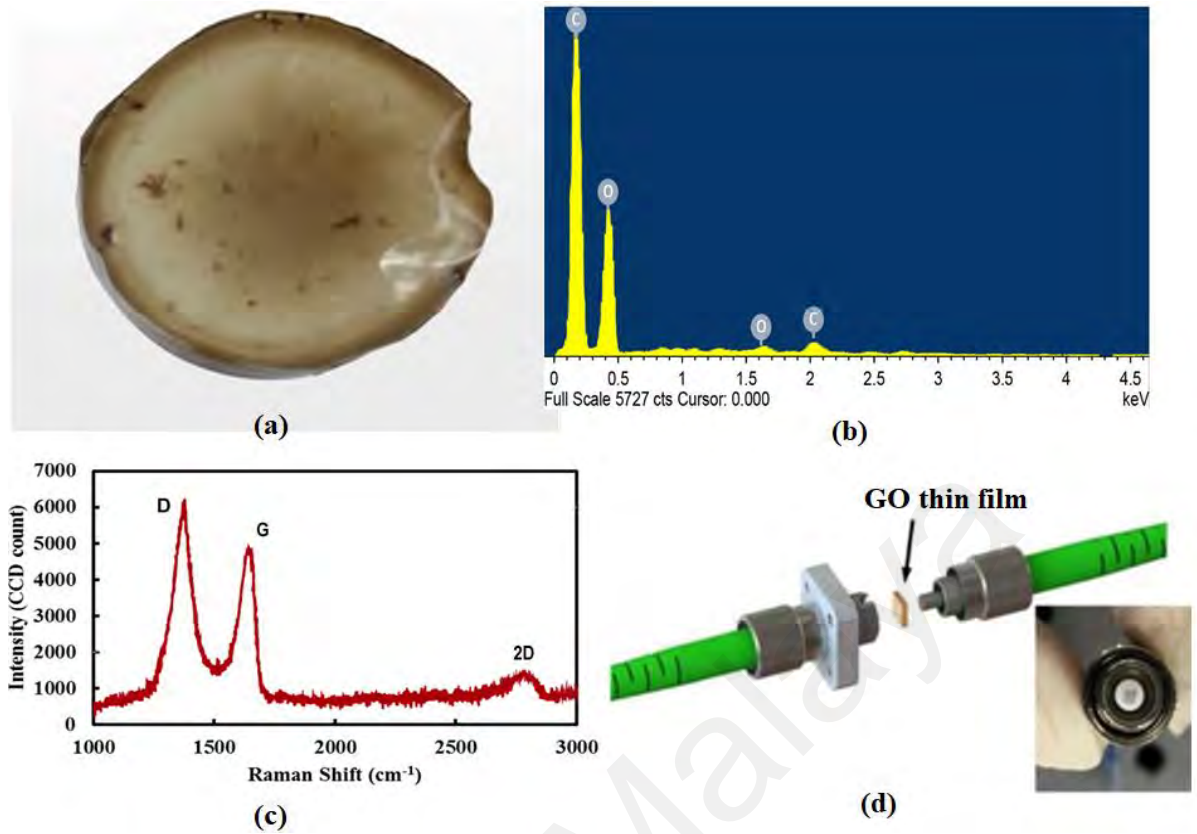 C
O
O
C
0 0.5 1 1.5 2 2.5 3 3.5 4 4.5
Full Scale 5727 cts Cursor: 0.000 keV
(a)
(b)
7000
6000
5000
4000
3000
2000
1000
0
Intensity (CCD count)
D
G
2D
1000 1500 2000 2500 3000
Raman Shift (cm⁻¹)
(c)
GO thin film
(d)
Malaya